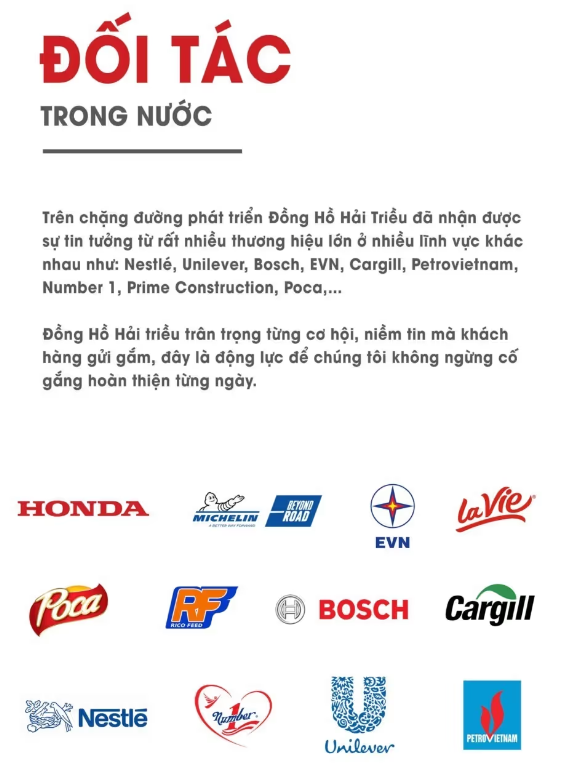 ĐỐI TÁC
TRONG NƯỚC
Trên chặng đường phát triển Đồng Hồ Hải Triều đã nhận được
sự tin tưởng từ rất nhiều thương hiệu lớn ở nhiều lĩnh vực khác
nhau như: Nestlé, Unilever, Bosch, EVN, Cargill, Petrovietnam,
Number 1, Prime Construction, Poca,...
Đồng Hồ Hải triều trân trọng từng cơ hội, niềm tin mà khách
hàng gửi gắm, đây là động lực để chúng tôi không ngừng cố
gắng hoàn thiện từng ngày.
HONDA
MICHELIN
A BETTER WAY FORWARD
BEYOND
ROAD
EVN
La Vie
Poca
RF
RICO FEED
BOSCH
Cargill
Nestlé
Number 1
Unilever
PETROVIETNAM